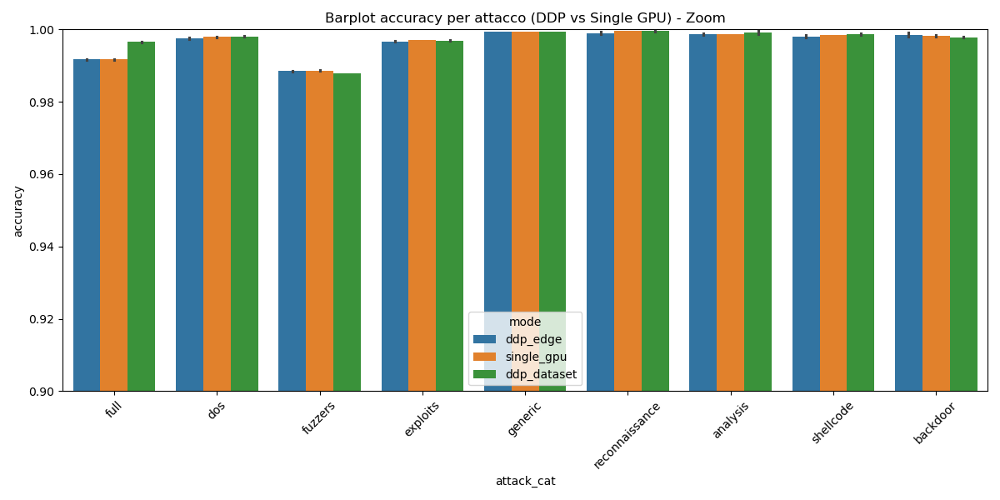 Barplot accuracy per attacco (DDP vs Single GPU) - Zoom
accuracy
1.00
0.98
0.96
0.94
0.92
0.90
mode
ddp_edge
single_gpu
ddp_dataset
full
dos
fuzzers
exploits
generic
reconnaissance
analysis
shellcode
backdoor
attack_cat